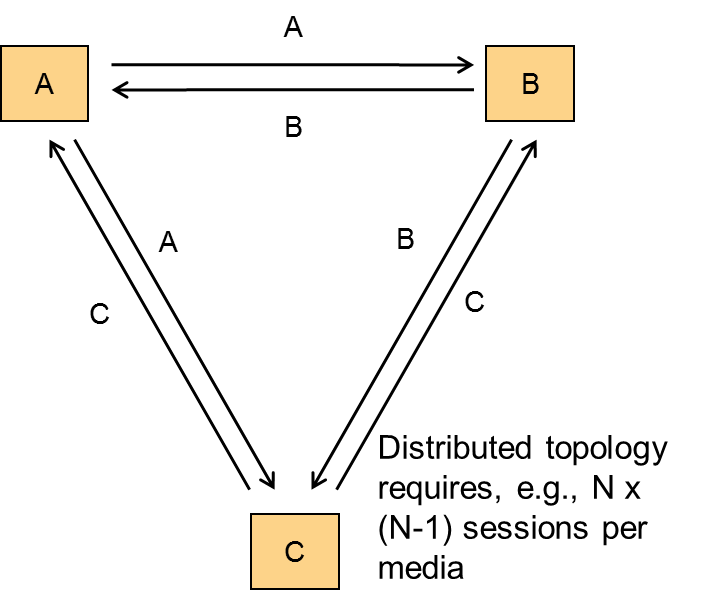 A
A
B
B
A
B
C
C
Distributed topology
requires, e.g., N x
(N-1) sessions per
media
C